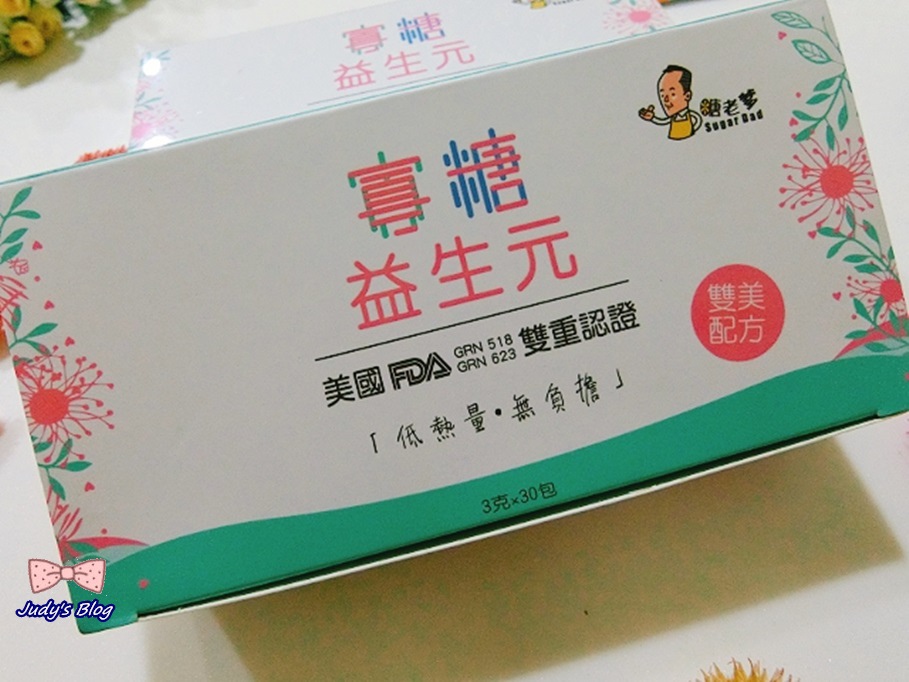 寡糖
益生元
糖老爹
Sugar Dad
寡糖
益生元
雙美
配方
美國 FDA GRN 518 GRN 623 雙重認證
「低熱量•無負擔」
3克×30包
Judy's Blog